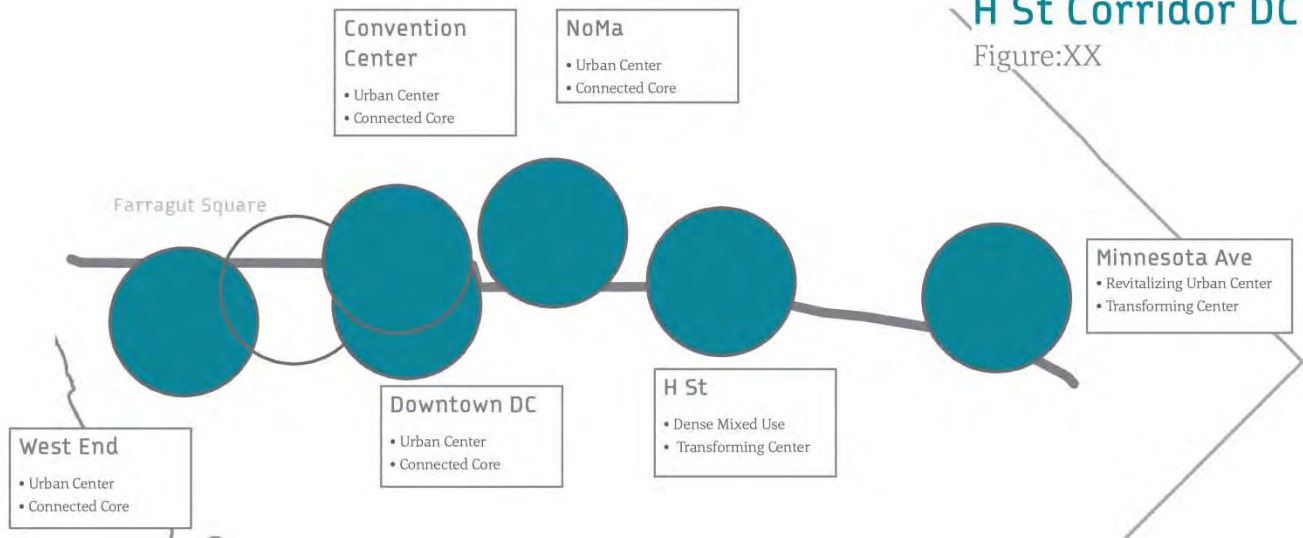 H St Corridor DC
Figure:XX
Convention
Center
• Urban Center
• Connected Core
NoMa
• Urban Center
• Connected Core
Farragut Square
Minnesota Ave
• Revitalizing Urban Center
• Transforming Center
Downtown DC
• Urban Center
• Connected Core
H St
• Dense Mixed Use
• Transforming Center
West End
• Urban Center
• Connected Core